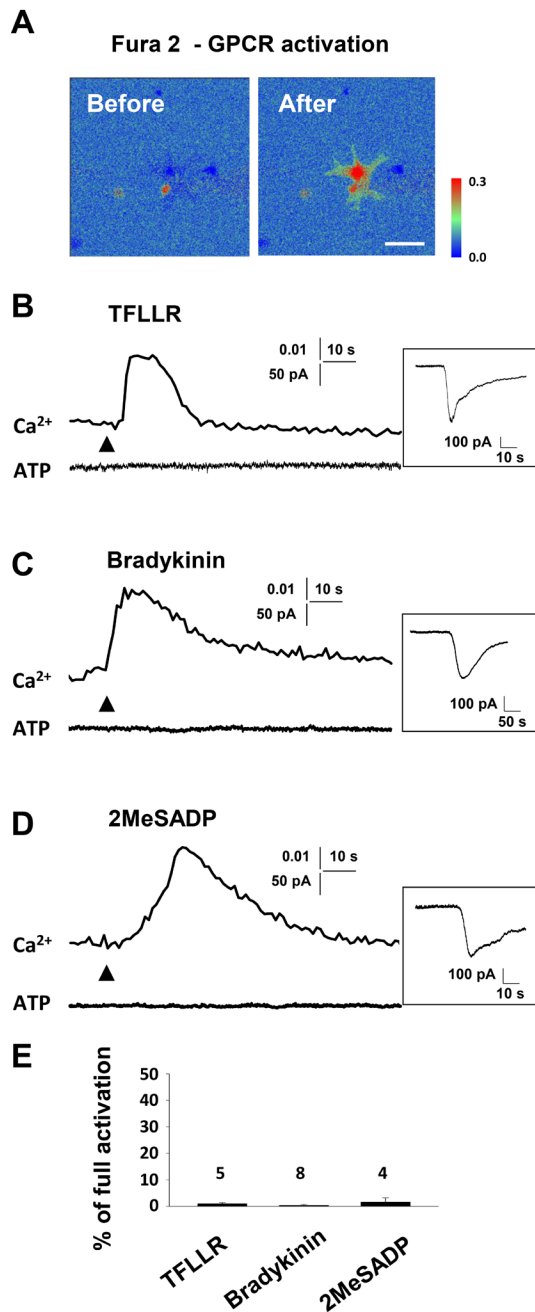 A
Fura 2 - GPCR activation
Before
After
0.3
0.0
B
TFLLR
0.01
10 s
50 pA
Ca2+
ATP
100 pA
10 s
C
Bradykinin
0.01
10 s
50 pA
Ca2+
ATP
100 pA
50 s
D
2MeSADP
0.01
10 s
50 pA
Ca2+
ATP
100 pA
10 s
E
% of full activation
50
40
30
20
10
0
5
8
4
TFLLR
Bradykinin
2MeSADP